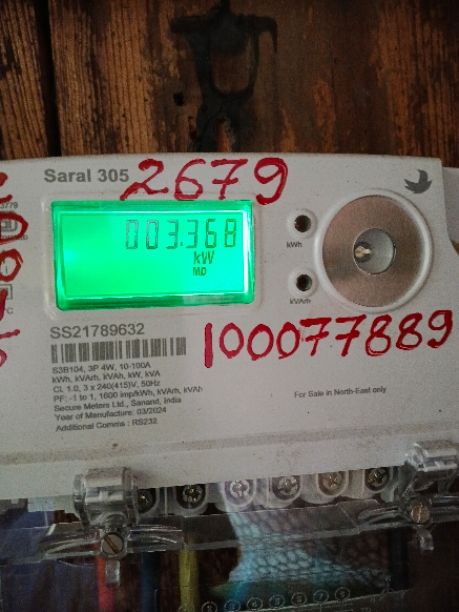 Saral 305
2679
003.368
kW
MD
kWh
kVArh
SS21789632
100077889
S3B104, 3P 4W, 10-100A
kWh, kVArh, kVAh, kW, kVA
Cl. 1.0, 3 x 240(415)V, 50Hz
PF: -1 to 1, 1600 imp/kWh, kVArh, kVAh
Secure Meters Ltd., Sanand, India
Year of Manufacture: 03/2024
Additional Comms : RS232
For Sale in North-East only